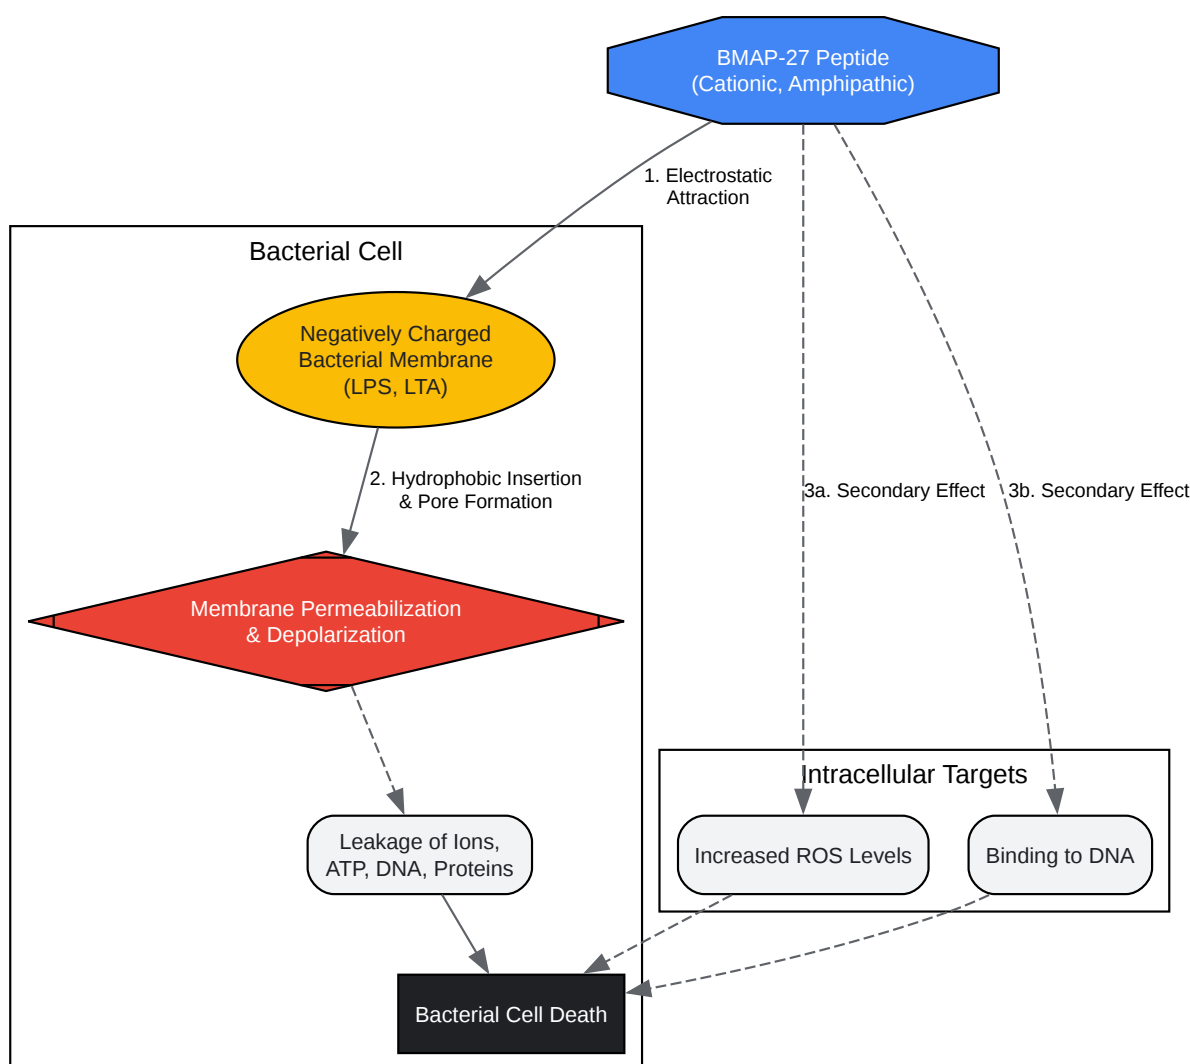 BMAP-27 Peptide
(Cationic, Amphipathic)
1. Electrostatic
Attraction
Bacterial Cell
Negatively Charged
Bacterial Membrane
(LPS, LTA)
2. Hydrophobic Insertion
& Pore Formation
3a. Secondary Effect
3b. Secondary Effect
Membrane Permeabilization
& Depolarization
Intracellular Targets
Leakage of Ions,
ATP, DNA, Proteins
Increased ROS Levels
Binding to DNA
Bacterial Cell Death